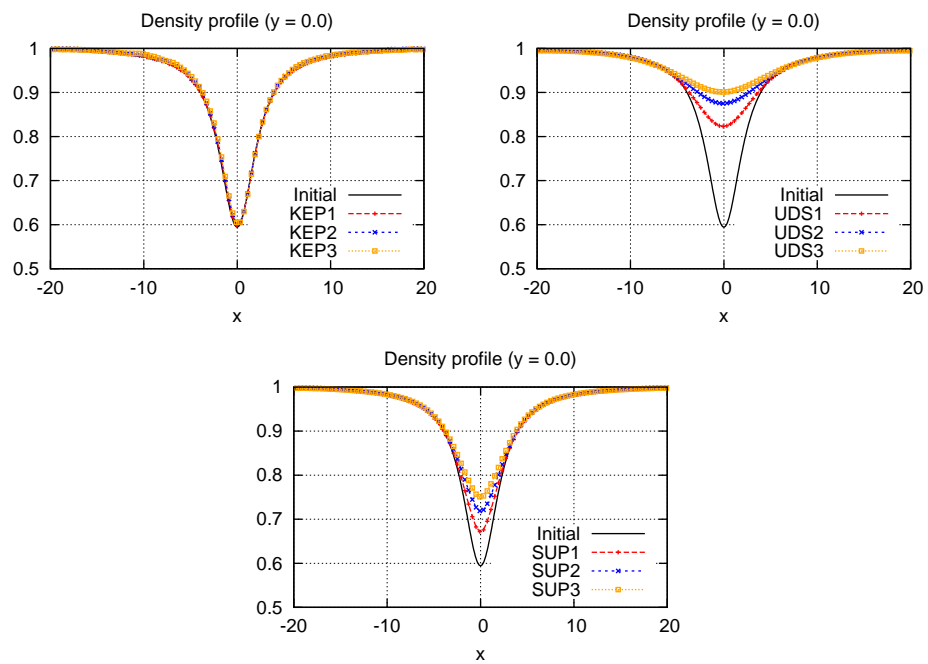 Density profile (y = 0.0)
1
0.9
0.8
0.7
0.6
0.5
Initial
KEP1
KEP2
KEP3
-20
-10
0
10
20
x
Density profile (y = 0.0)
1
0.9
0.8
0.7
0.6
0.5
Initial
UDS1
UDS2
UDS3
-20
-10
0
10
20
x
Density profile (y = 0.0)
1
0.9
0.8
0.7
0.6
0.5
Initial
SUP1
SUP2
SUP3
-20
-10
0
10
20
x